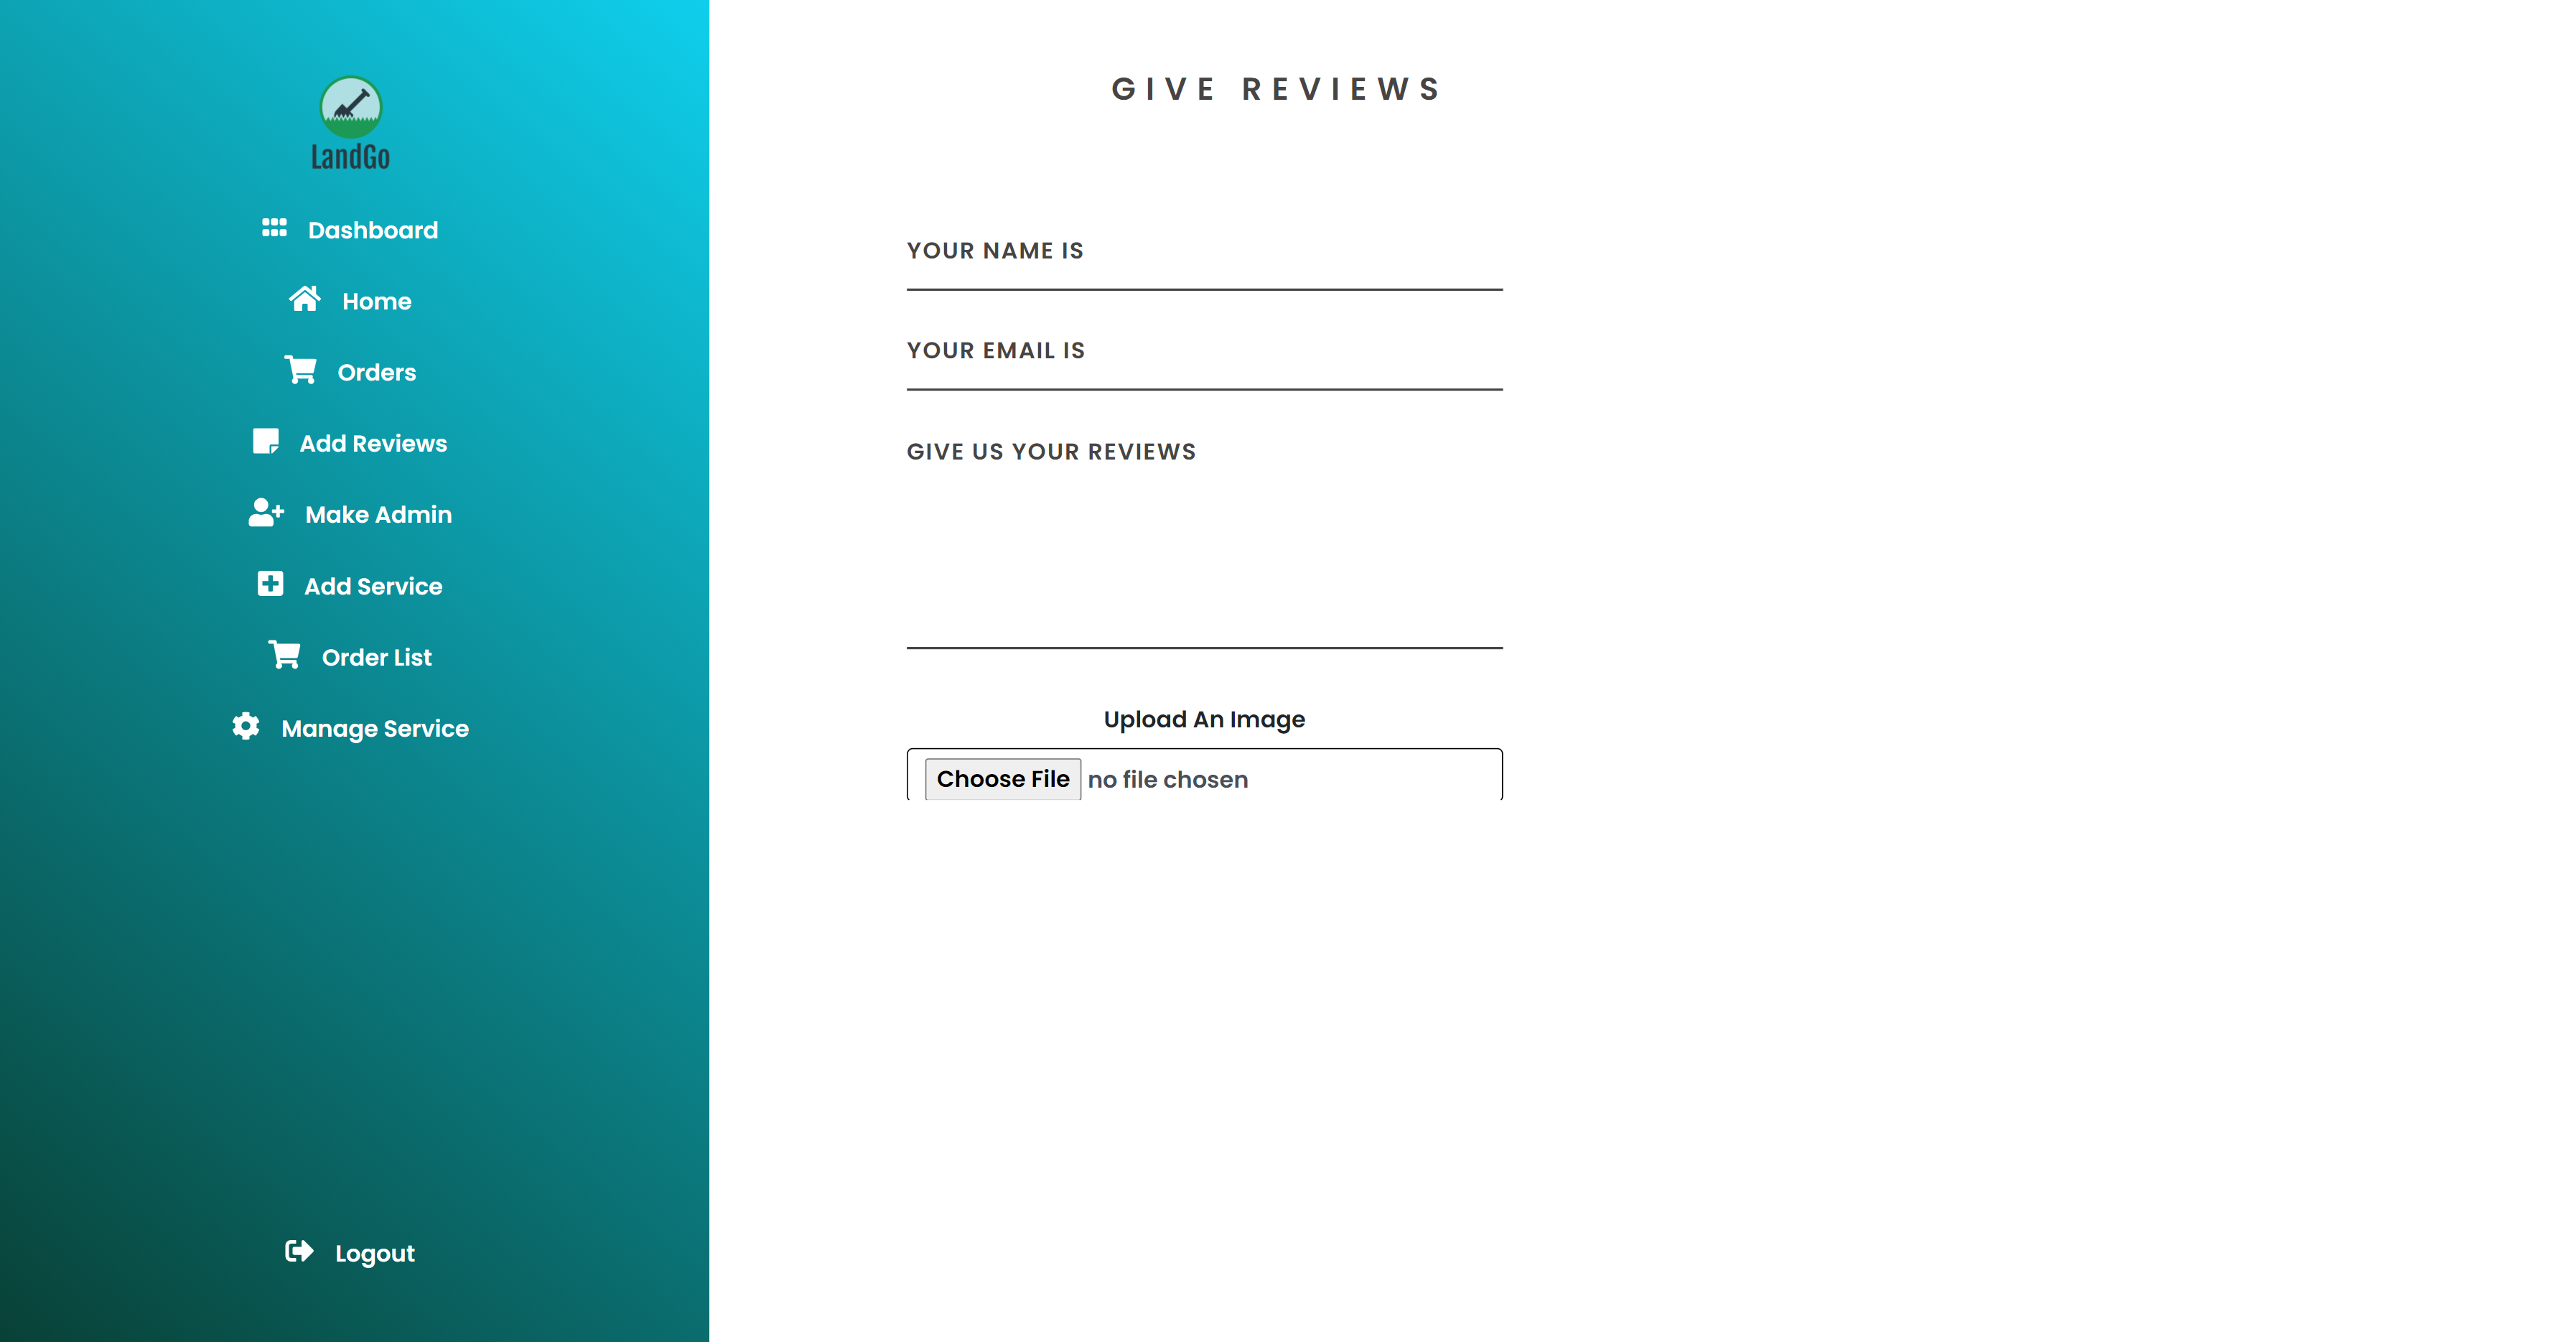 LandGo
Dashboard
Home
Orders
Add Reviews
Make Admin
Add Service
Order List
Manage Service
Logout
GIVE REVIEWS
YOUR NAME IS
YOUR EMAIL IS
GIVE US YOUR REVIEWS
Upload An Image
Choose File no file chosen